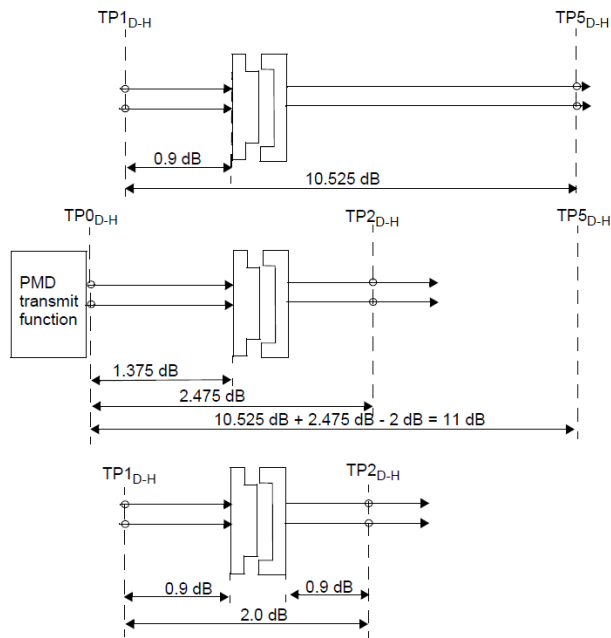 TP1D-H TP5D-H
0.9 dB
10.525 dB
TP0D-H TP2D-H TP5D-H
PMD
transmit
function
1.375 dB
2.475 dB
10.525 dB + 2.475 dB - 2 dB = 11 dB
TP1D-H TP2D-H
0.9 dB 0.9 dB
2.0 dB